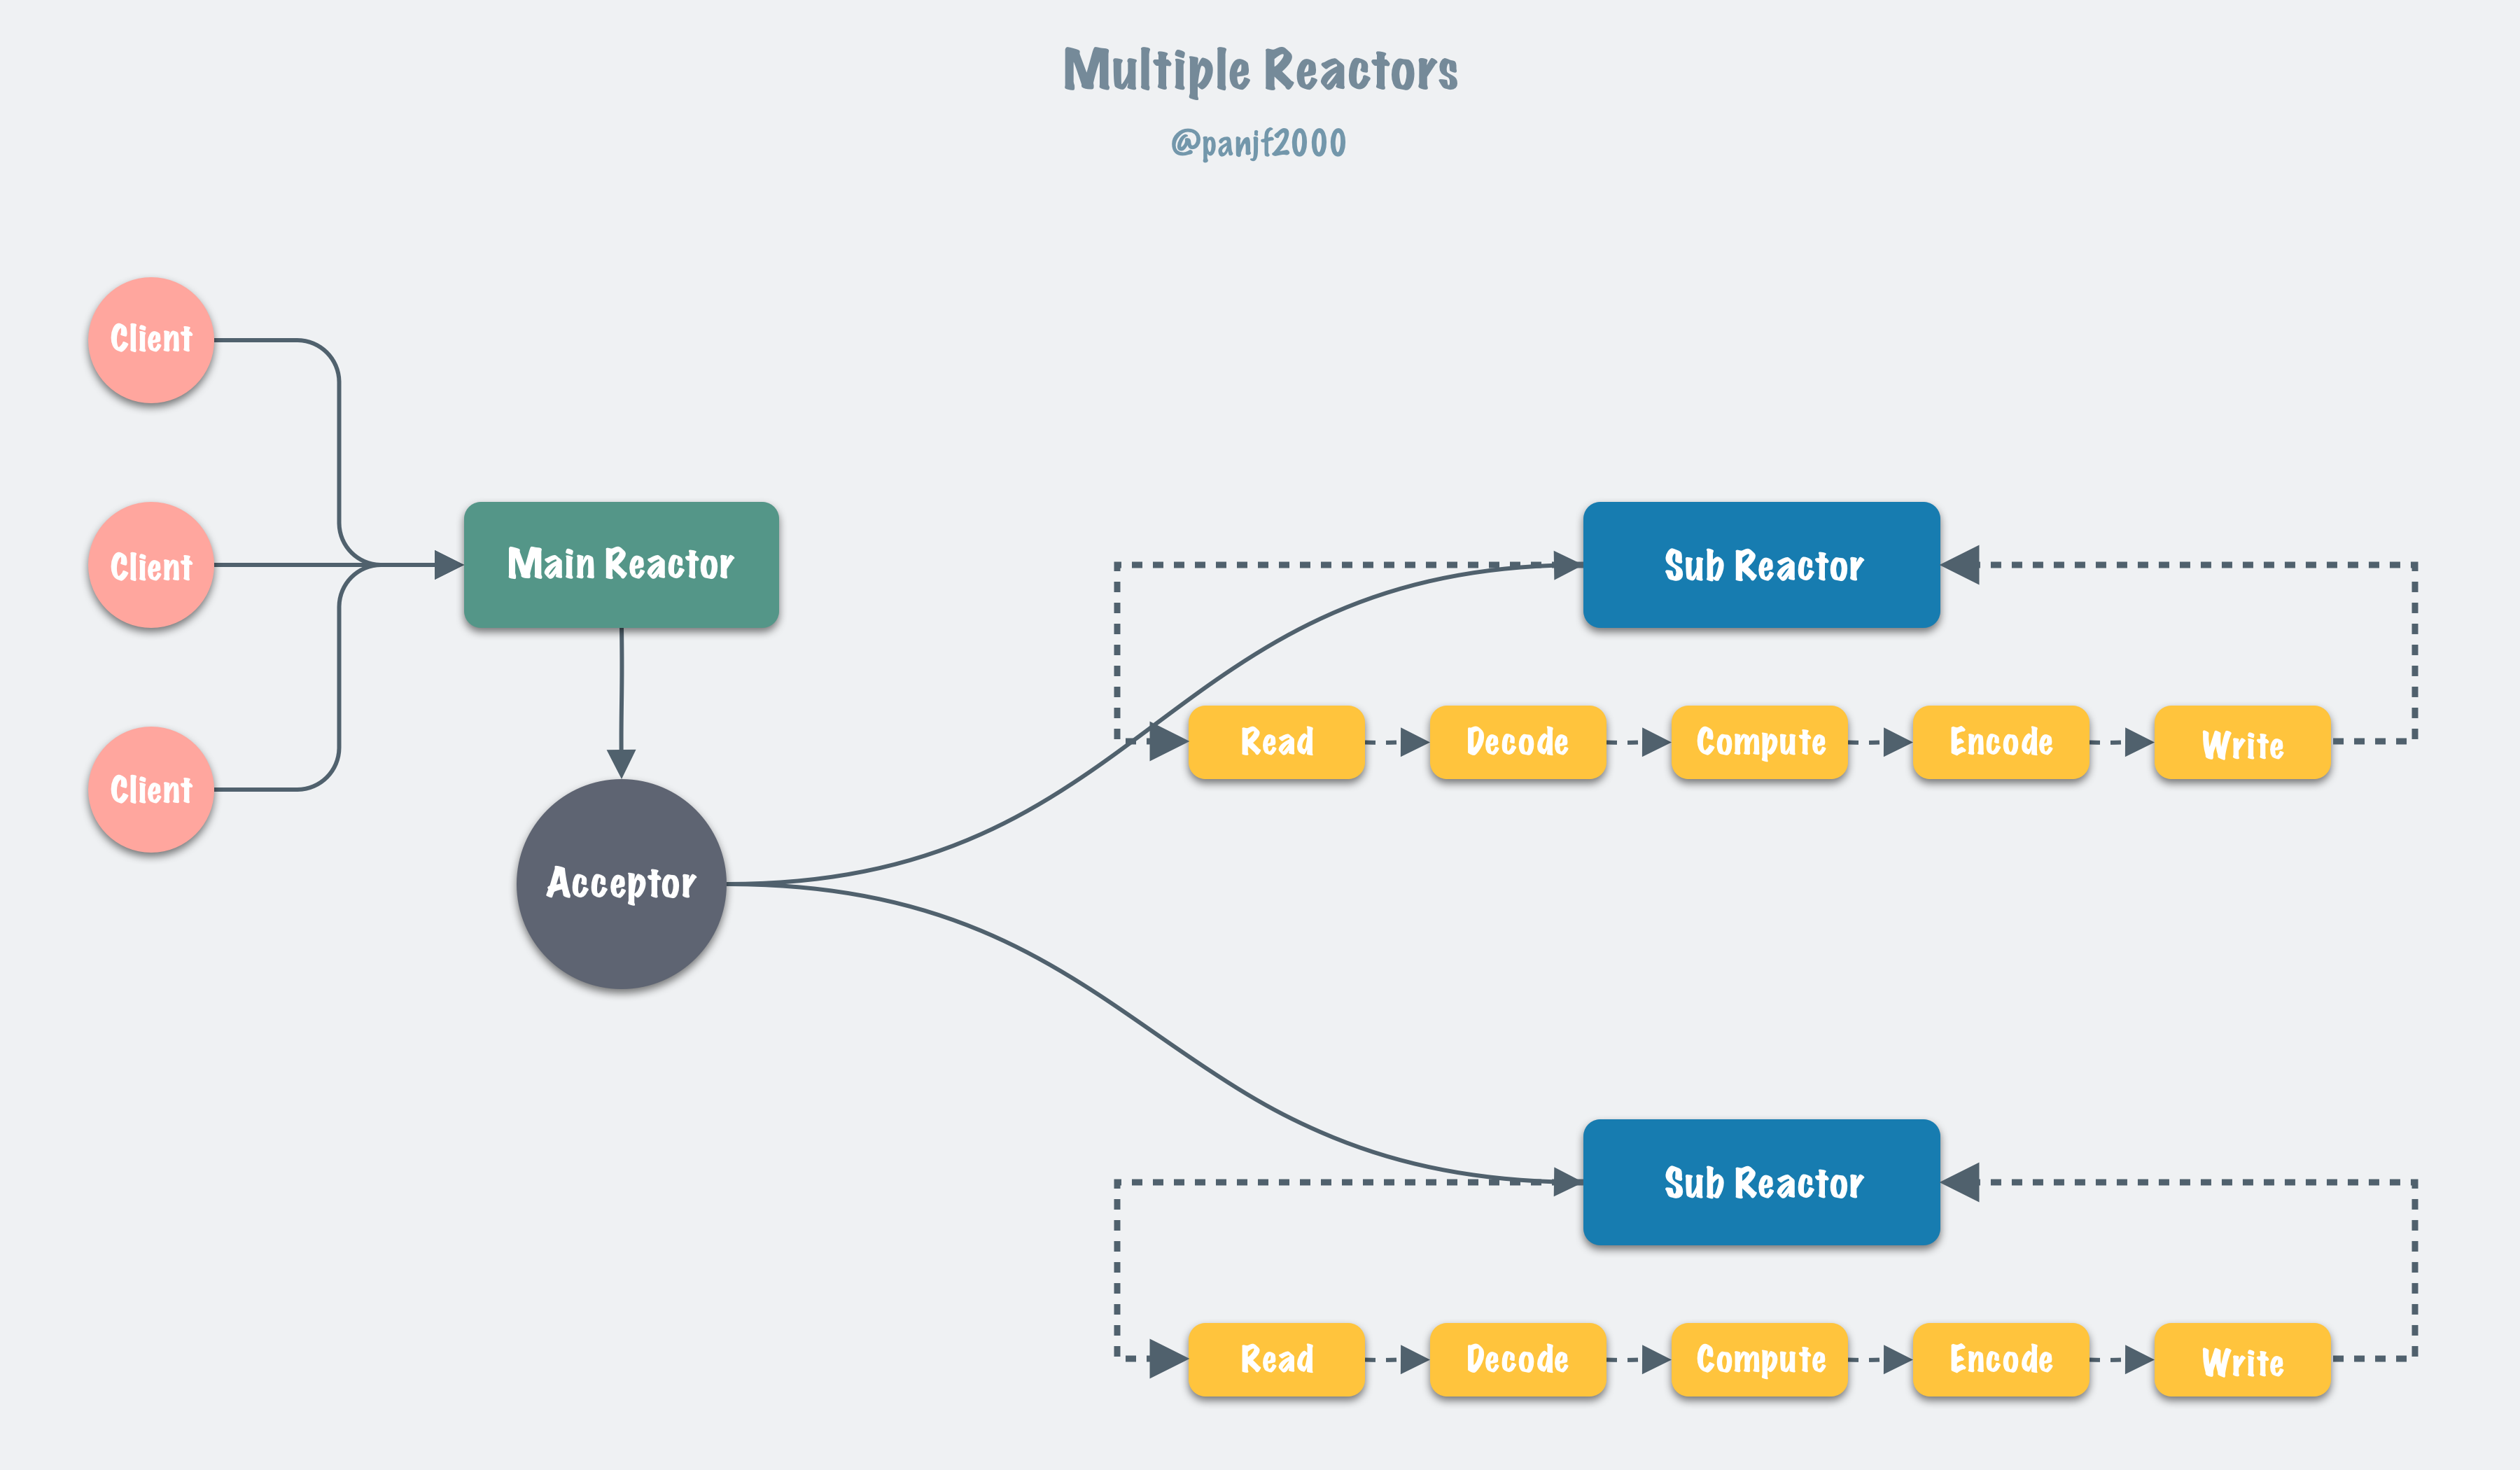 Multiple Reactors
@panjf2000
Client
Client
Client
Main Reactor
Acceptor
Sub Reactor
Read
Decode
Compute
Encode
Write
Sub Reactor
Read
Decode
Compute
Encode
Write